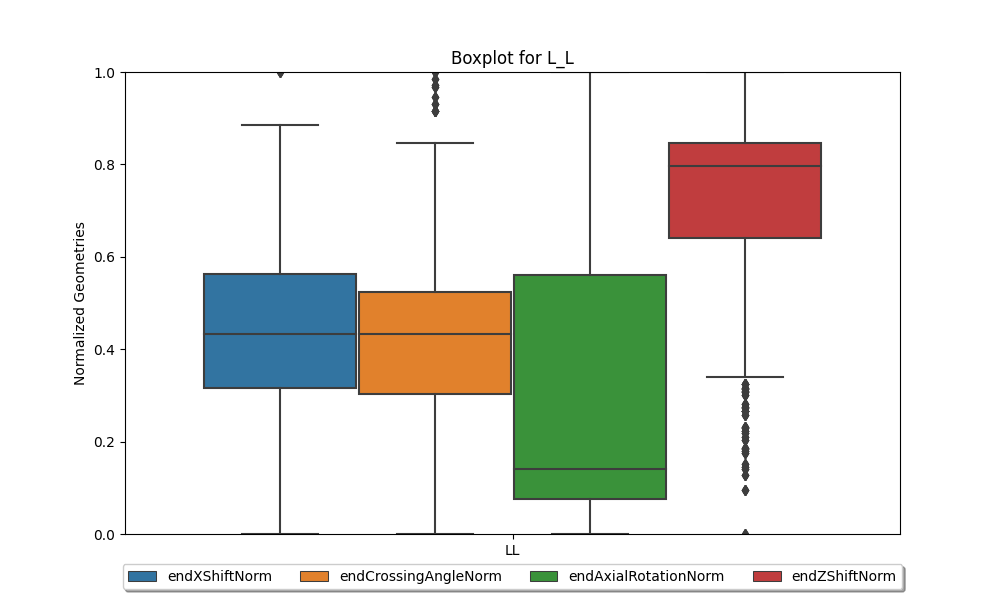 Boxplot for L_L
1.0
0.8
0.6
0.4
0.2
0.0
Normalized Geometries
LL
endXShiftNorm endCrossingAngleNorm endAxialRotationNorm endZShiftNorm